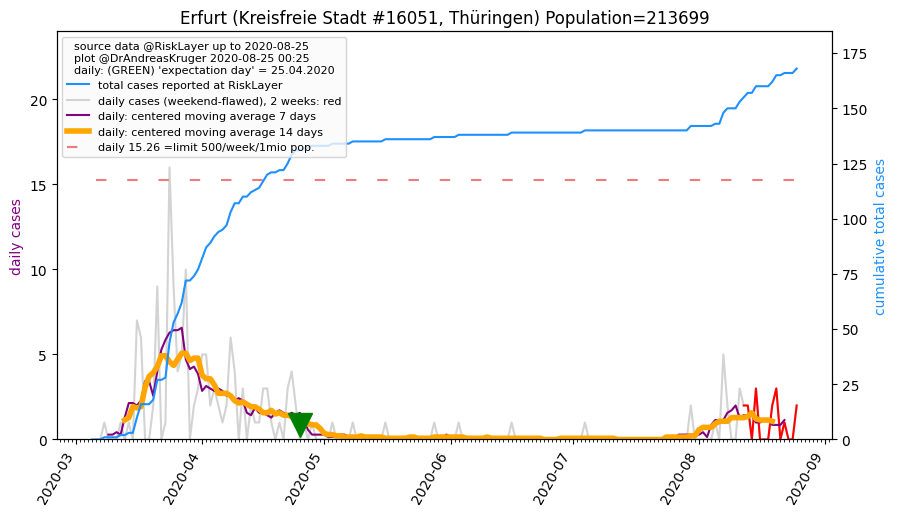 Erfurt (Kreisfreie Stadt #16051, Thüringen) Population=213699
source data @RiskLayer up to 2020-08-25
plot @DrAndreasKruger 2020-08-25 00:25
daily: (GREEN) 'expectation day' = 25.04.2020
total cases reported at RiskLayer
daily cases (weekend-flawed), 2 weeks: red
daily: centered moving average 7 days
daily: centered moving average 14 days
daily 15.26 =limit 500/week/1mio pop.
daily cases
20
15
10
5
0
cumulative total cases
175
150
125
100
75
50
25
0
2020-03
2020-04
2020-05
2020-06
2020-07
2020-08
2020-09